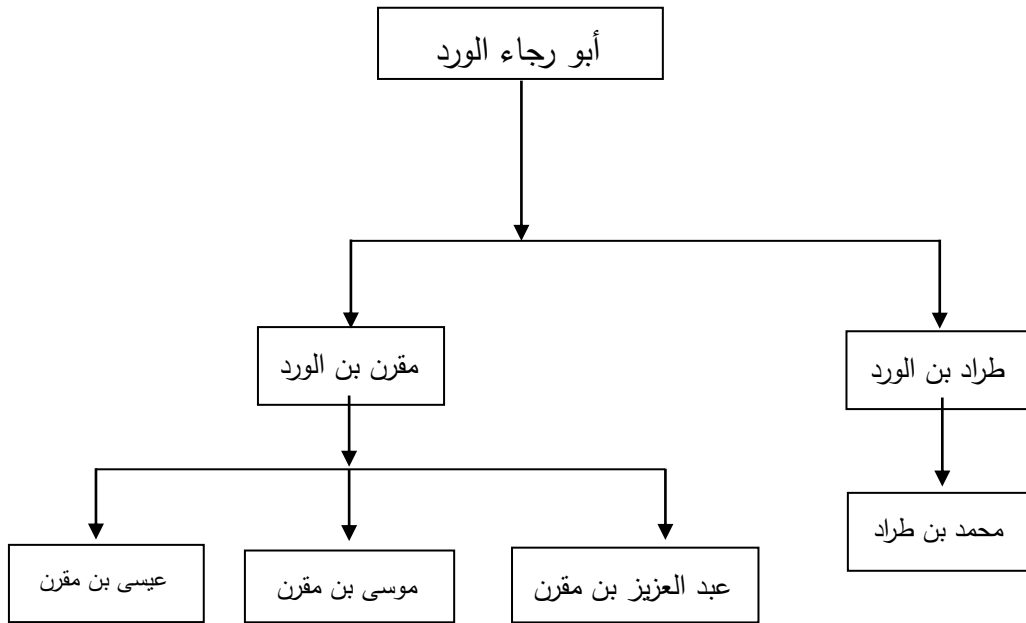 أبو رجاء الورد
طراد بن الورد
مقرن بن الورد
محمد بن طراد
عبد العزيز بن مقرن
موسى بن مقرن
عيسى بن مقرن